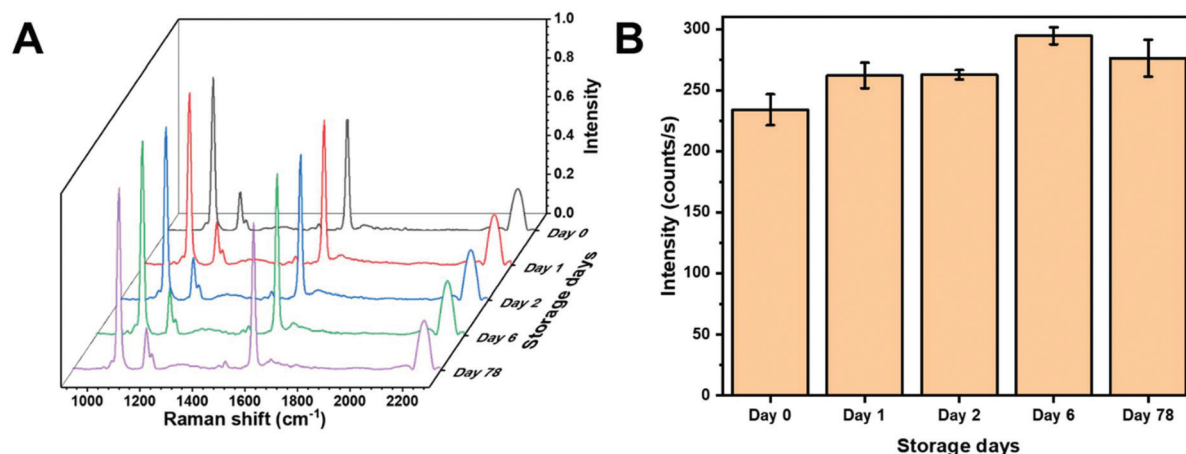 A
1.0
0.8
0.6
0.4
0.2
0.0
Intensity
Day 0
Day 1
Day 2
Day 6
Day 78
Storage days
1000 1200 1400 1600 1800 2000 2200
Raman shift (cm⁻¹)
B
300
250
200
150
100
50
0
Intensity (counts/s)
Day 0 Day 1 Day 2 Day 6 Day 78
Storage days